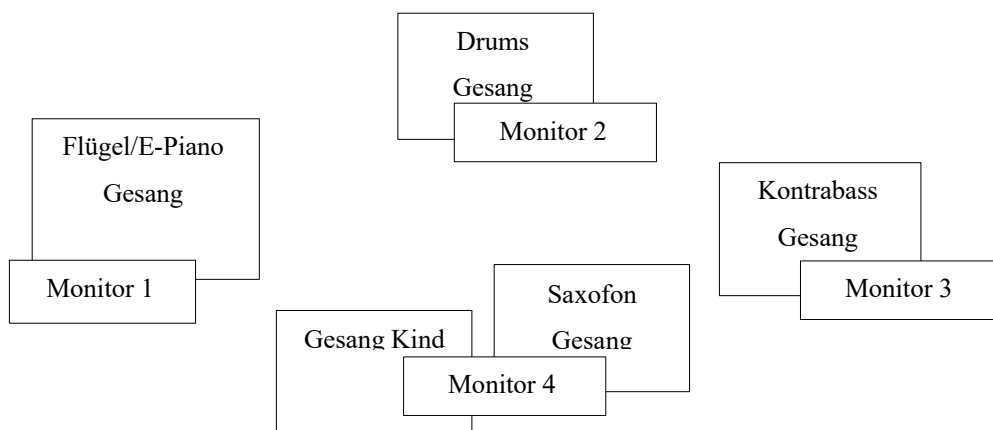 Drums
Gesang
Monitor 2
Flügel/E-Piano
Gesang
Monitor 1
Kontrabass
Gesang
Monitor 3
Saxofon
Gesang
Gesang Kind
Monitor 4